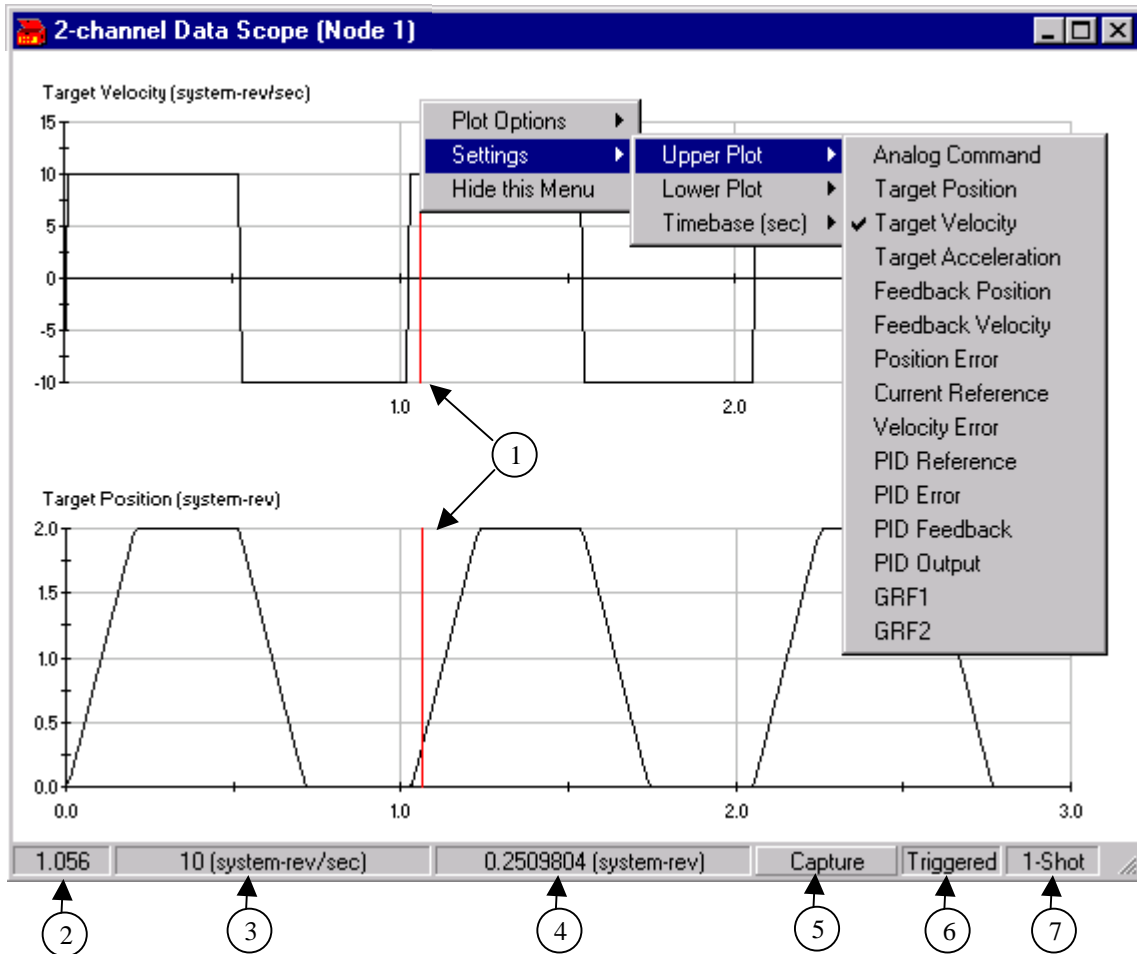 2-channel Data Scope (Node 1)
Target Velocity (system-rev/sec)
15
10
5
0
-5
-10
1.0
2.0
Plot Options
Settings
Hide this Menu
Upper Plot
Lower Plot
Timebase (sec)
Analog Command
Target Position
Target Velocity
Target Acceleration
Feedback Position
Feedback Velocity
Position Error
Current Reference
Velocity Error
PID Reference
PID Error
PID Feedback
PID Output
GRF1
GRF2
1
Target Position (system-rev)
2.0
1.5
1.0
0.5
0.0
0.0 1.0 2.0 3.0
1.056 10 (system-rev/sec) 0.2509804 (system-rev) Capture Triggered 1-Shot
2 3 4 5 6 7